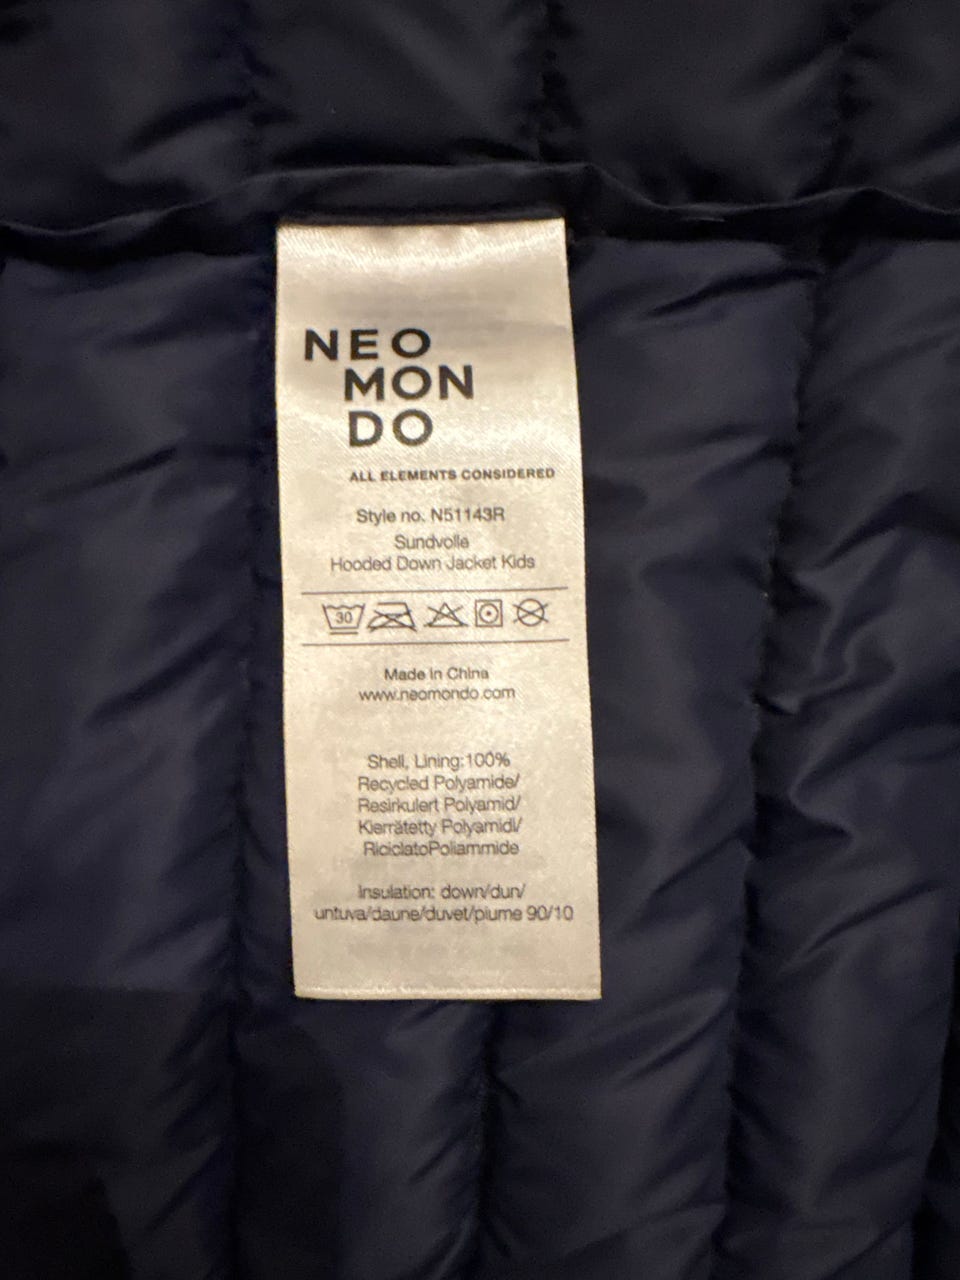 NEO
MON
DO
ALL ELEMENTS CONSIDERED
Style no. N51143R
Sundvolle
Hooded Down Jacket Kids
30
Made in China
www.neomondo.com
Shell, Lining:100%
Recycled Polyamide/
Resirkulert Polyamid/
Kierrätetty Polyamidi/
RiciclatoPoliammide
Insulation: down/dun/
untuva/daune/duvet/piume 90/10